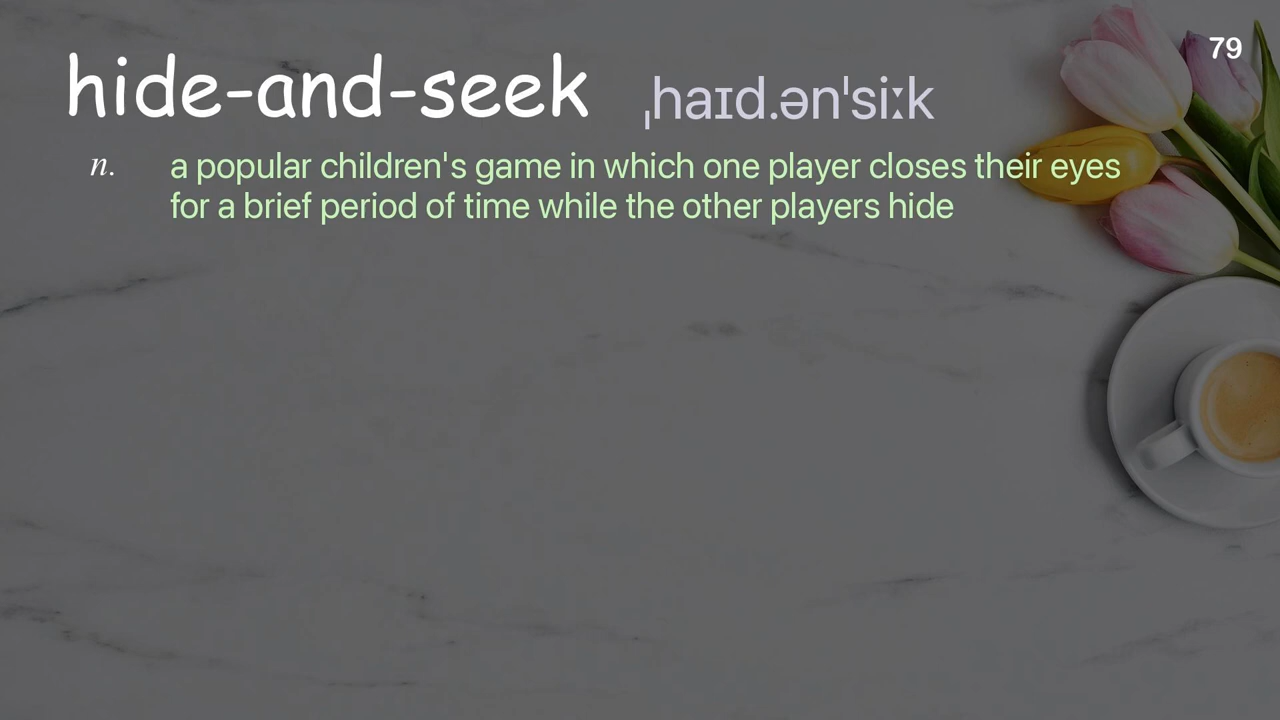 79
hide-and-seek ˌhaɪd.ənˈsiːk
n. a popular children's game in which one player closes their eyes
for a brief period of time while the other players hide